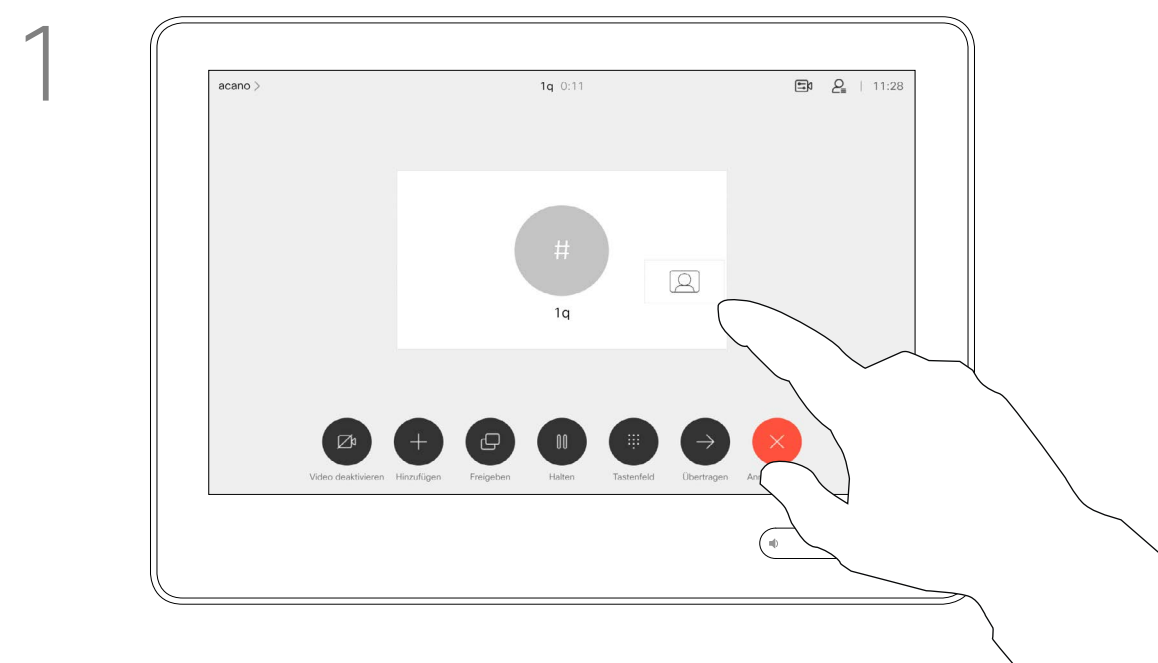 1
acano >
1q 0:11
| 11:28
#
1q
Video deaktivieren Hinzufügen Freigeben Halten Tastenfeld Übertragen